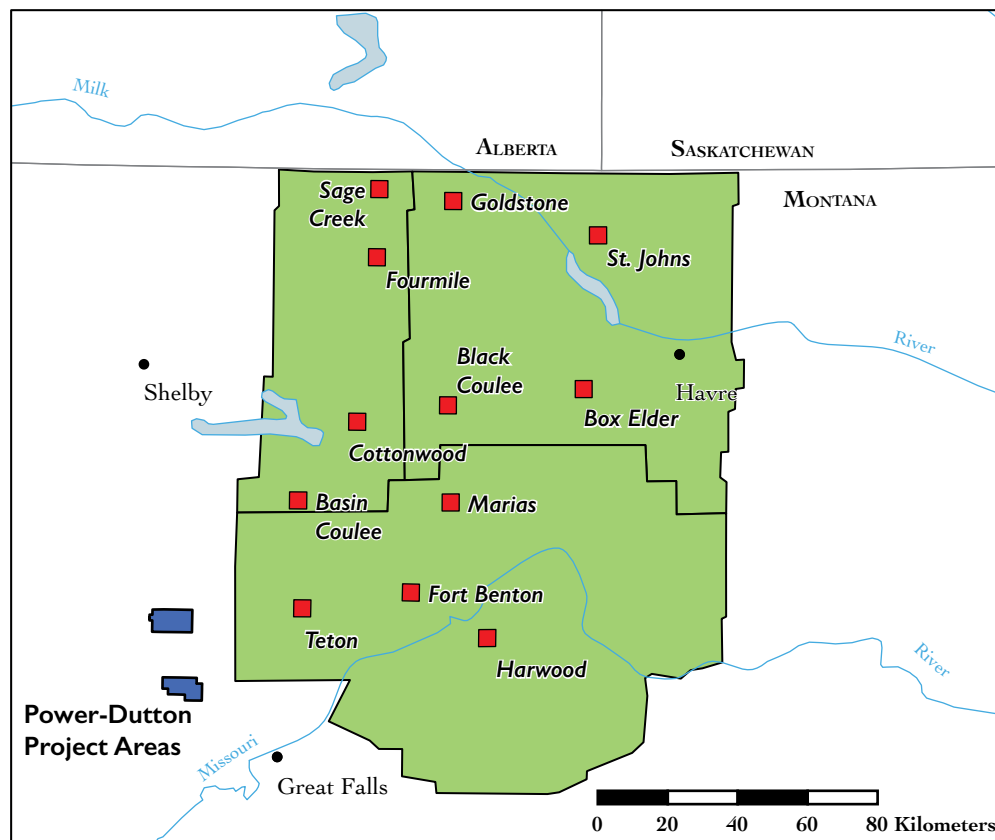 Milk
ALBERTA
SASKATCHEWAN
MONTANA
Sage
Creek
Goldstone
St. Johns
Fourmile
River
Black
Coulee
Shelby
Havre
Box Elder
Cottonwood
Basin
Coulee
Marias
Fort Benton
Teton
Harwood
River
Power-Dutton
Project Areas
Missouri
Great Falls
0 20 40 60 80 Kilometers